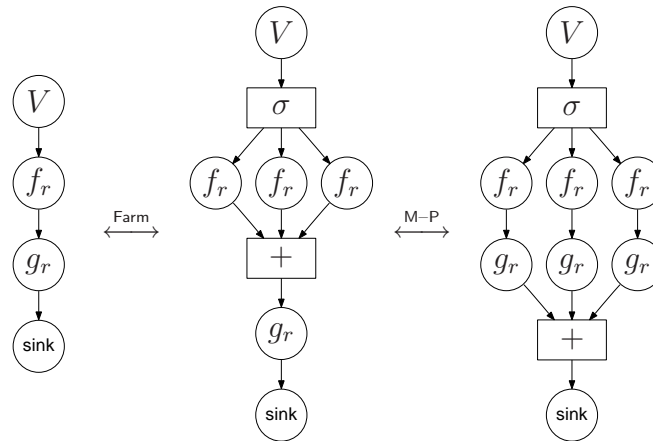 V
f_r
g_r
sink
Farm
V
σ
f_r f_r f_r
+
g_r
sink
M–P
V
σ
f_r f_r f_r
g_r g_r g_r
+
sink